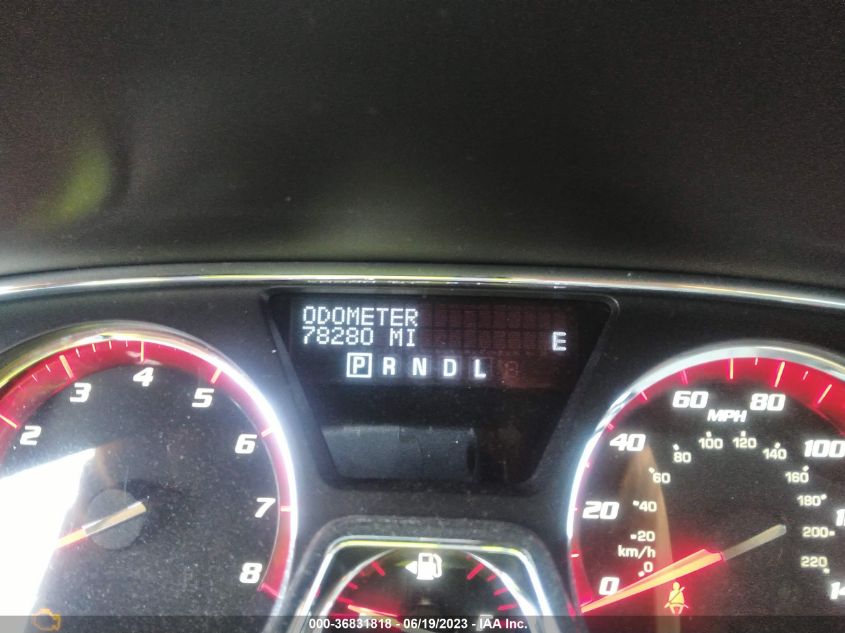 ODOMETER
78280 MI
E
P R N D L
2 3 4 5 6 7 8
0 20 40 60 80 100
MPH
0 20 40 60 80 100 120 140 160 180 200 220
km/h
000-36831818 - 06/19/2023 - IAA Inc.